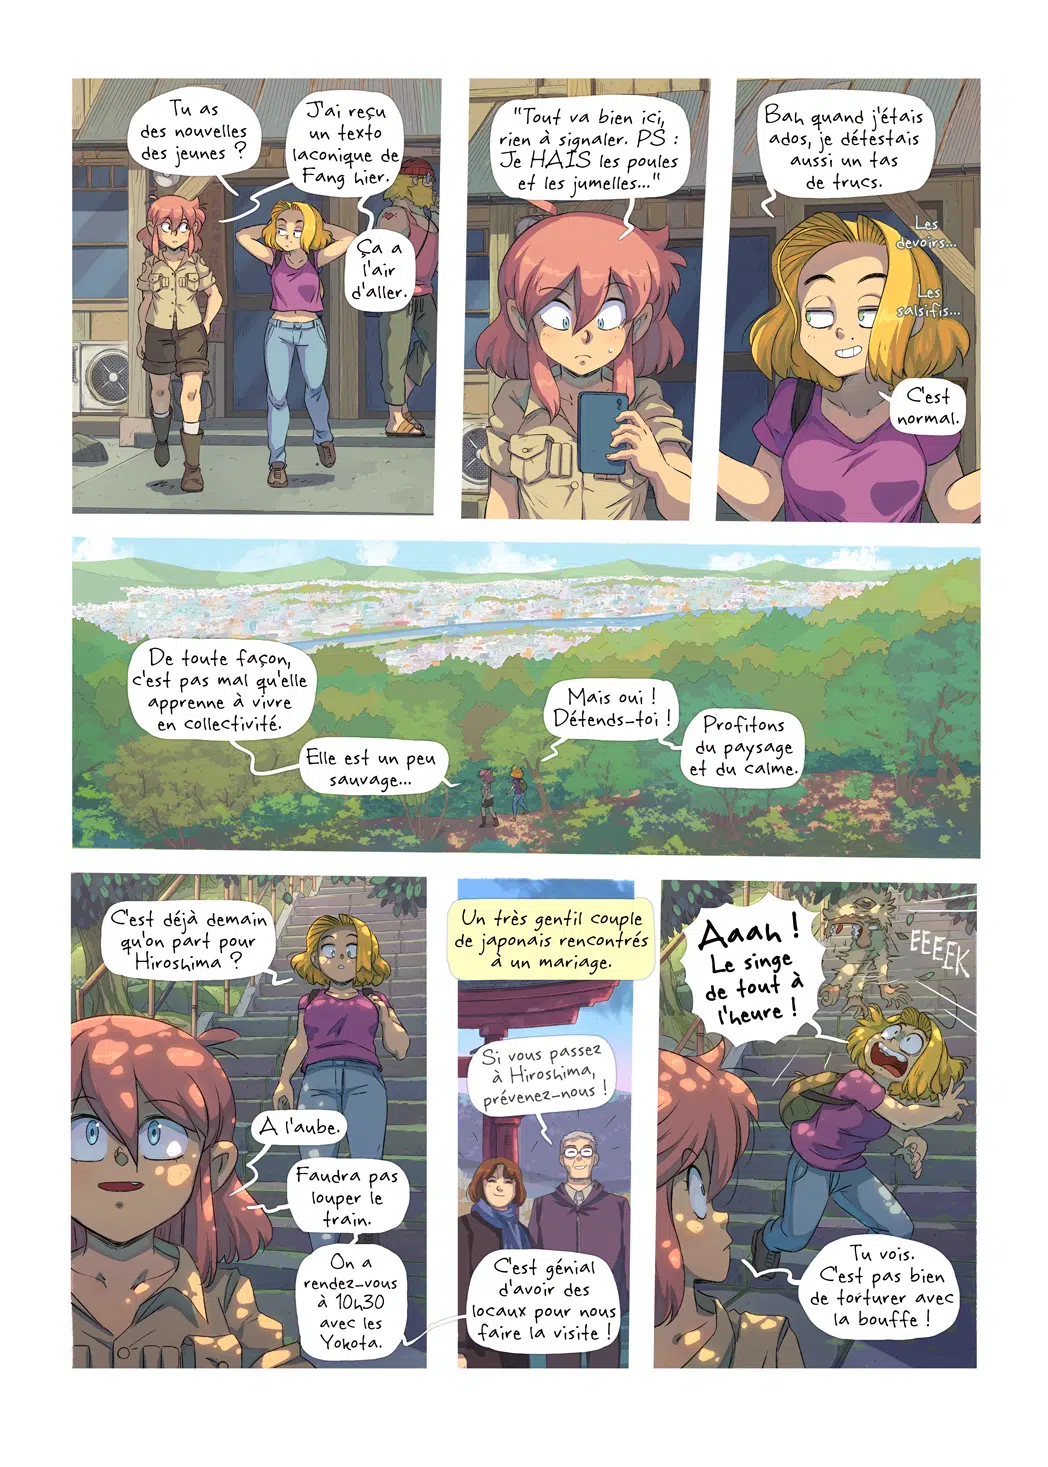 Tu as
des nouvelles
des jeunes ?
J'ai reçu
un texto
laconique de
Fang hier.
Ça a
l'air
d'aller.
"Tout va bien ici,
rien à signaler. PS :
Je HAIS les poules
et les jumelles..."
Bah quand j'étais
ados, je détestais
aussi un tas
de trucs.
Les
devoirs...
Les
salsifis...
C'est
normal.
De toute façon,
c'est pas mal qu'elle
apprenne à vivre
en collectivité.
Elle est un peu
sauvage...
Mais oui !
Détends-toi !
Profitons
du paysage
et du calme.
C'est déjà demain
qu'on part pour
Hiroshima ?
A l'aube.
Faudra pas
louper le
train.
On a
rendez-vous
à 10h30
avec les
Yokota.
Un très gentil couple
de japonais rencontrés
à un mariage.
Si vous passez
à Hiroshima,
prévenez-nous !
C'est génial
d'avoir des
locaux pour nous
faire la visite !
Aaah !
Le singe
de tout à
l'heure !
EEEEK
Tu vois.
C'est pas bien
de torturer avec
la bouffe !